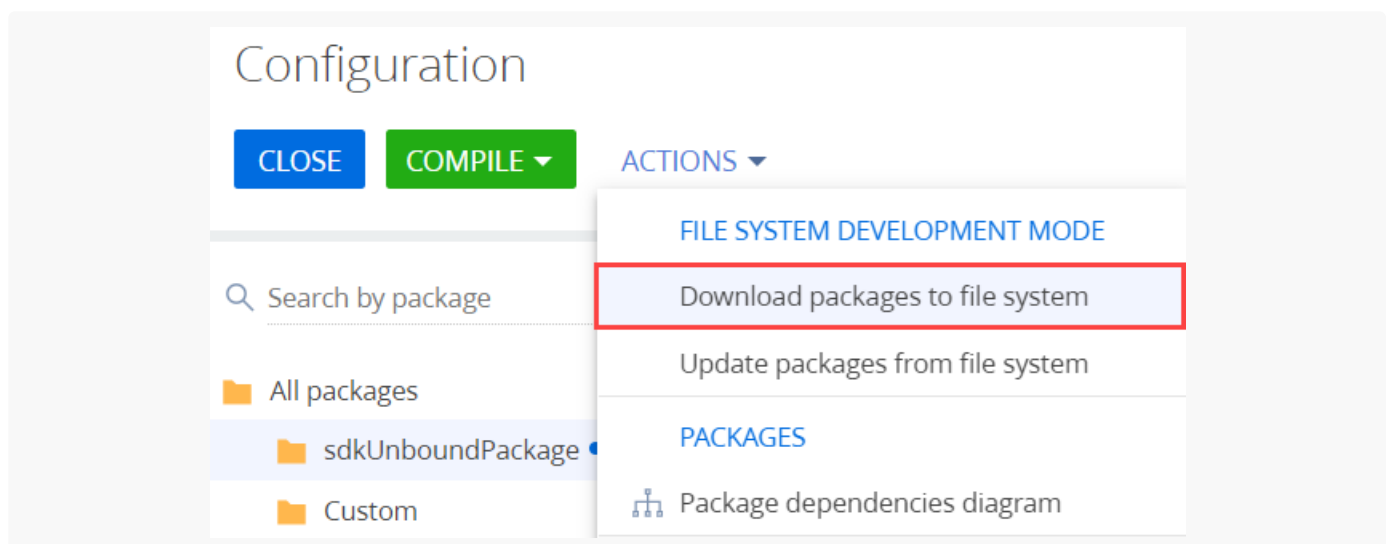 Configuration
CLOSE
COMPILE
ACTIONS
FILE SYSTEM DEVELOPMENT MODE
Search by package
Download packages to file system
Update packages from file system
All packages
sdkUnboundPackage
PACKAGES
Custom
Package dependencies diagram